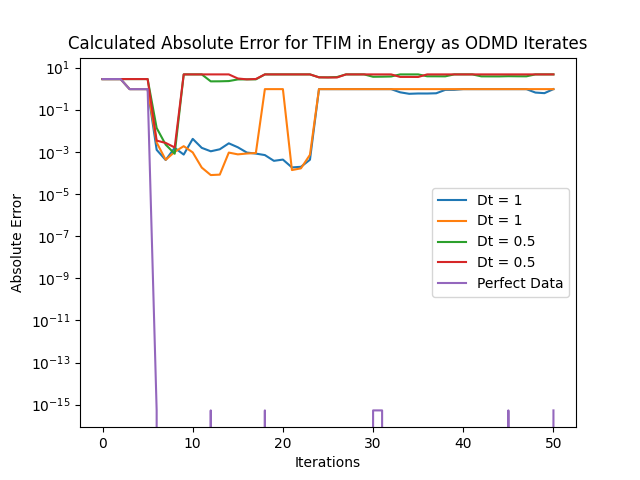 Calculated Absolute Error for TFIM in Energy as ODMD Iterates
Absolute Error
10¹
10⁻¹
10⁻³
10⁻⁵
10⁻⁷
10⁻⁹
10⁻¹¹
10⁻¹³
10⁻¹⁵
Dt = 1
Dt = 1
Dt = 0.5
Dt = 0.5
Perfect Data
0 10 20 30 40 50
Iterations